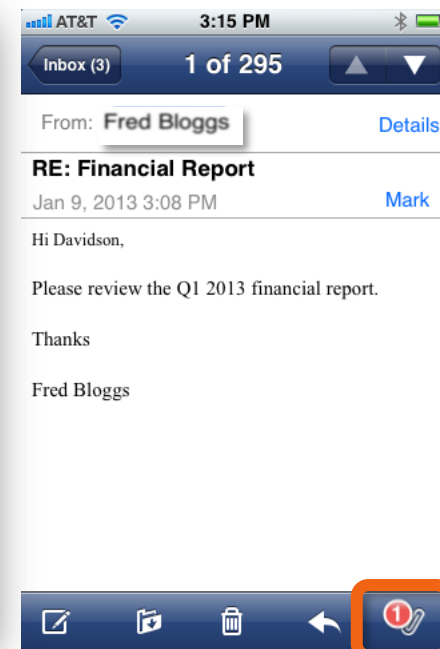 AT&T 3:15 PM
Inbox (3) 1 of 295
From: Fred Bloggs Details
RE: Financial Report
Jan 9, 2013 3:08 PM Mark
Hi Davidson,
Please review the Q1 2013 financial report.
Thanks
Fred Bloggs
1